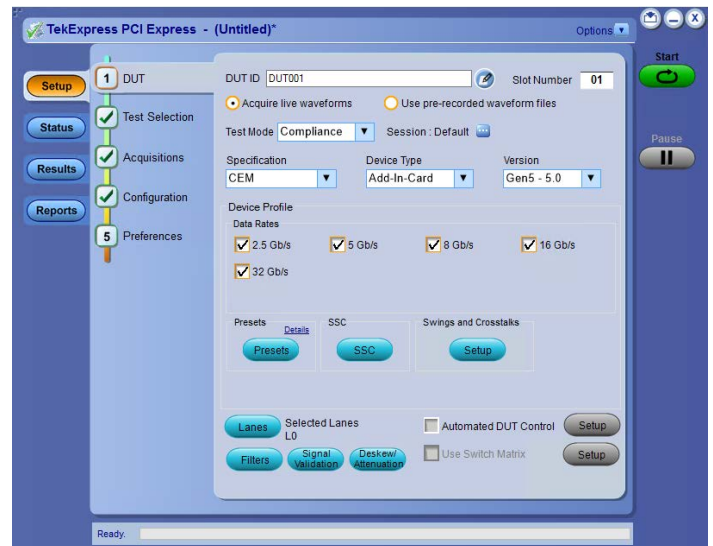 TekExpress PCI Express - (Untitled)*
Options
Start
Pause
Setup
Status
Results
Reports
1 DUT
Test Selection
Acquisitions
Configuration
5 Preferences
DUT ID DUT001 Slot Number 01
Acquire live waveforms Use pre-recorded waveform files
Test Mode Compliance Session : Default
Specification Device Type Version
CEM Add-In-Card Gen5 - 5.0
Device Profile
Data Rates
2.5 Gb/s 5 Gb/s 8 Gb/s 16 Gb/s
32 Gb/s
Presets Details SSC Swings and Crosstalks
Presets SSC Setup
Lanes Selected Lanes Automated DUT Control Setup
L0
Filters Signal Validation Deskew/ Attenuation Use Switch Matrix Setup
Ready.